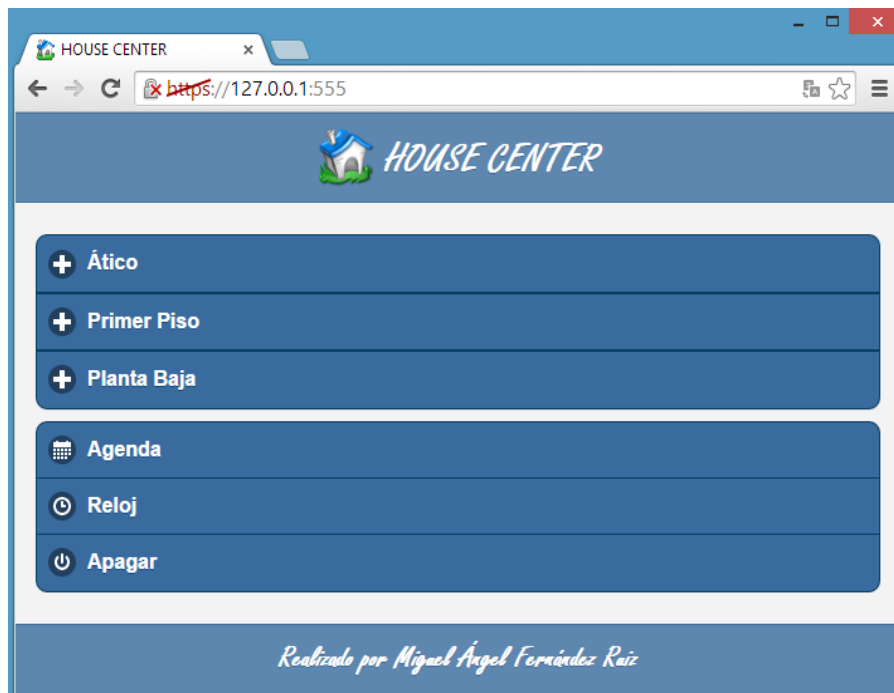 HOUSE CENTER
https://127.0.0.1:555
HOUSE CENTER
Ático
Primer Piso
Planta Baja
Agenda
Reloj
Apagar
Realizado por Miguel Ángel Fernández Ruiz